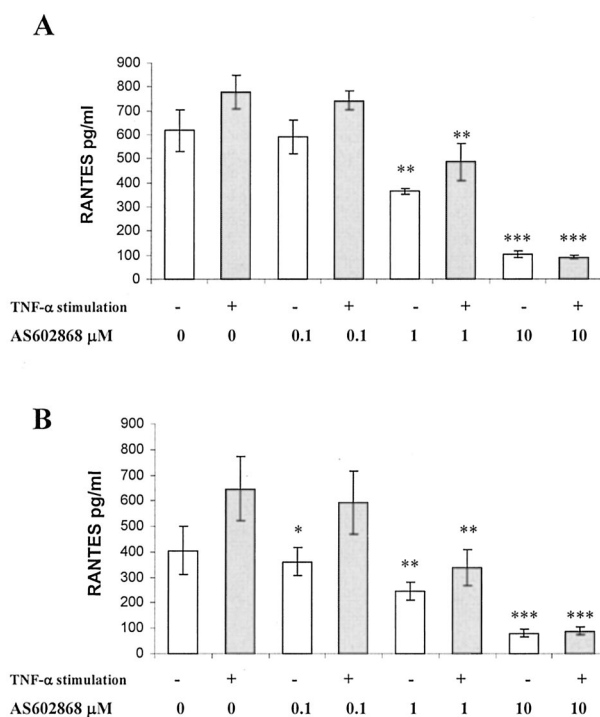 A
900
800
700
600
500
400
300
200
100
0
RANTES pg/ml
** ** *** ***
TNF-α stimulation - + - + - + - +
AS602868 μM 0 0 0.1 0.1 1 1 10 10
B
900
800
700
600
500
400
300
200
100
0
RANTES pg/ml
* ** ** *** ***
TNF-α stimulation - + - + - + - +
AS602868 μM 0 0 0.1 0.1 1 1 10 10